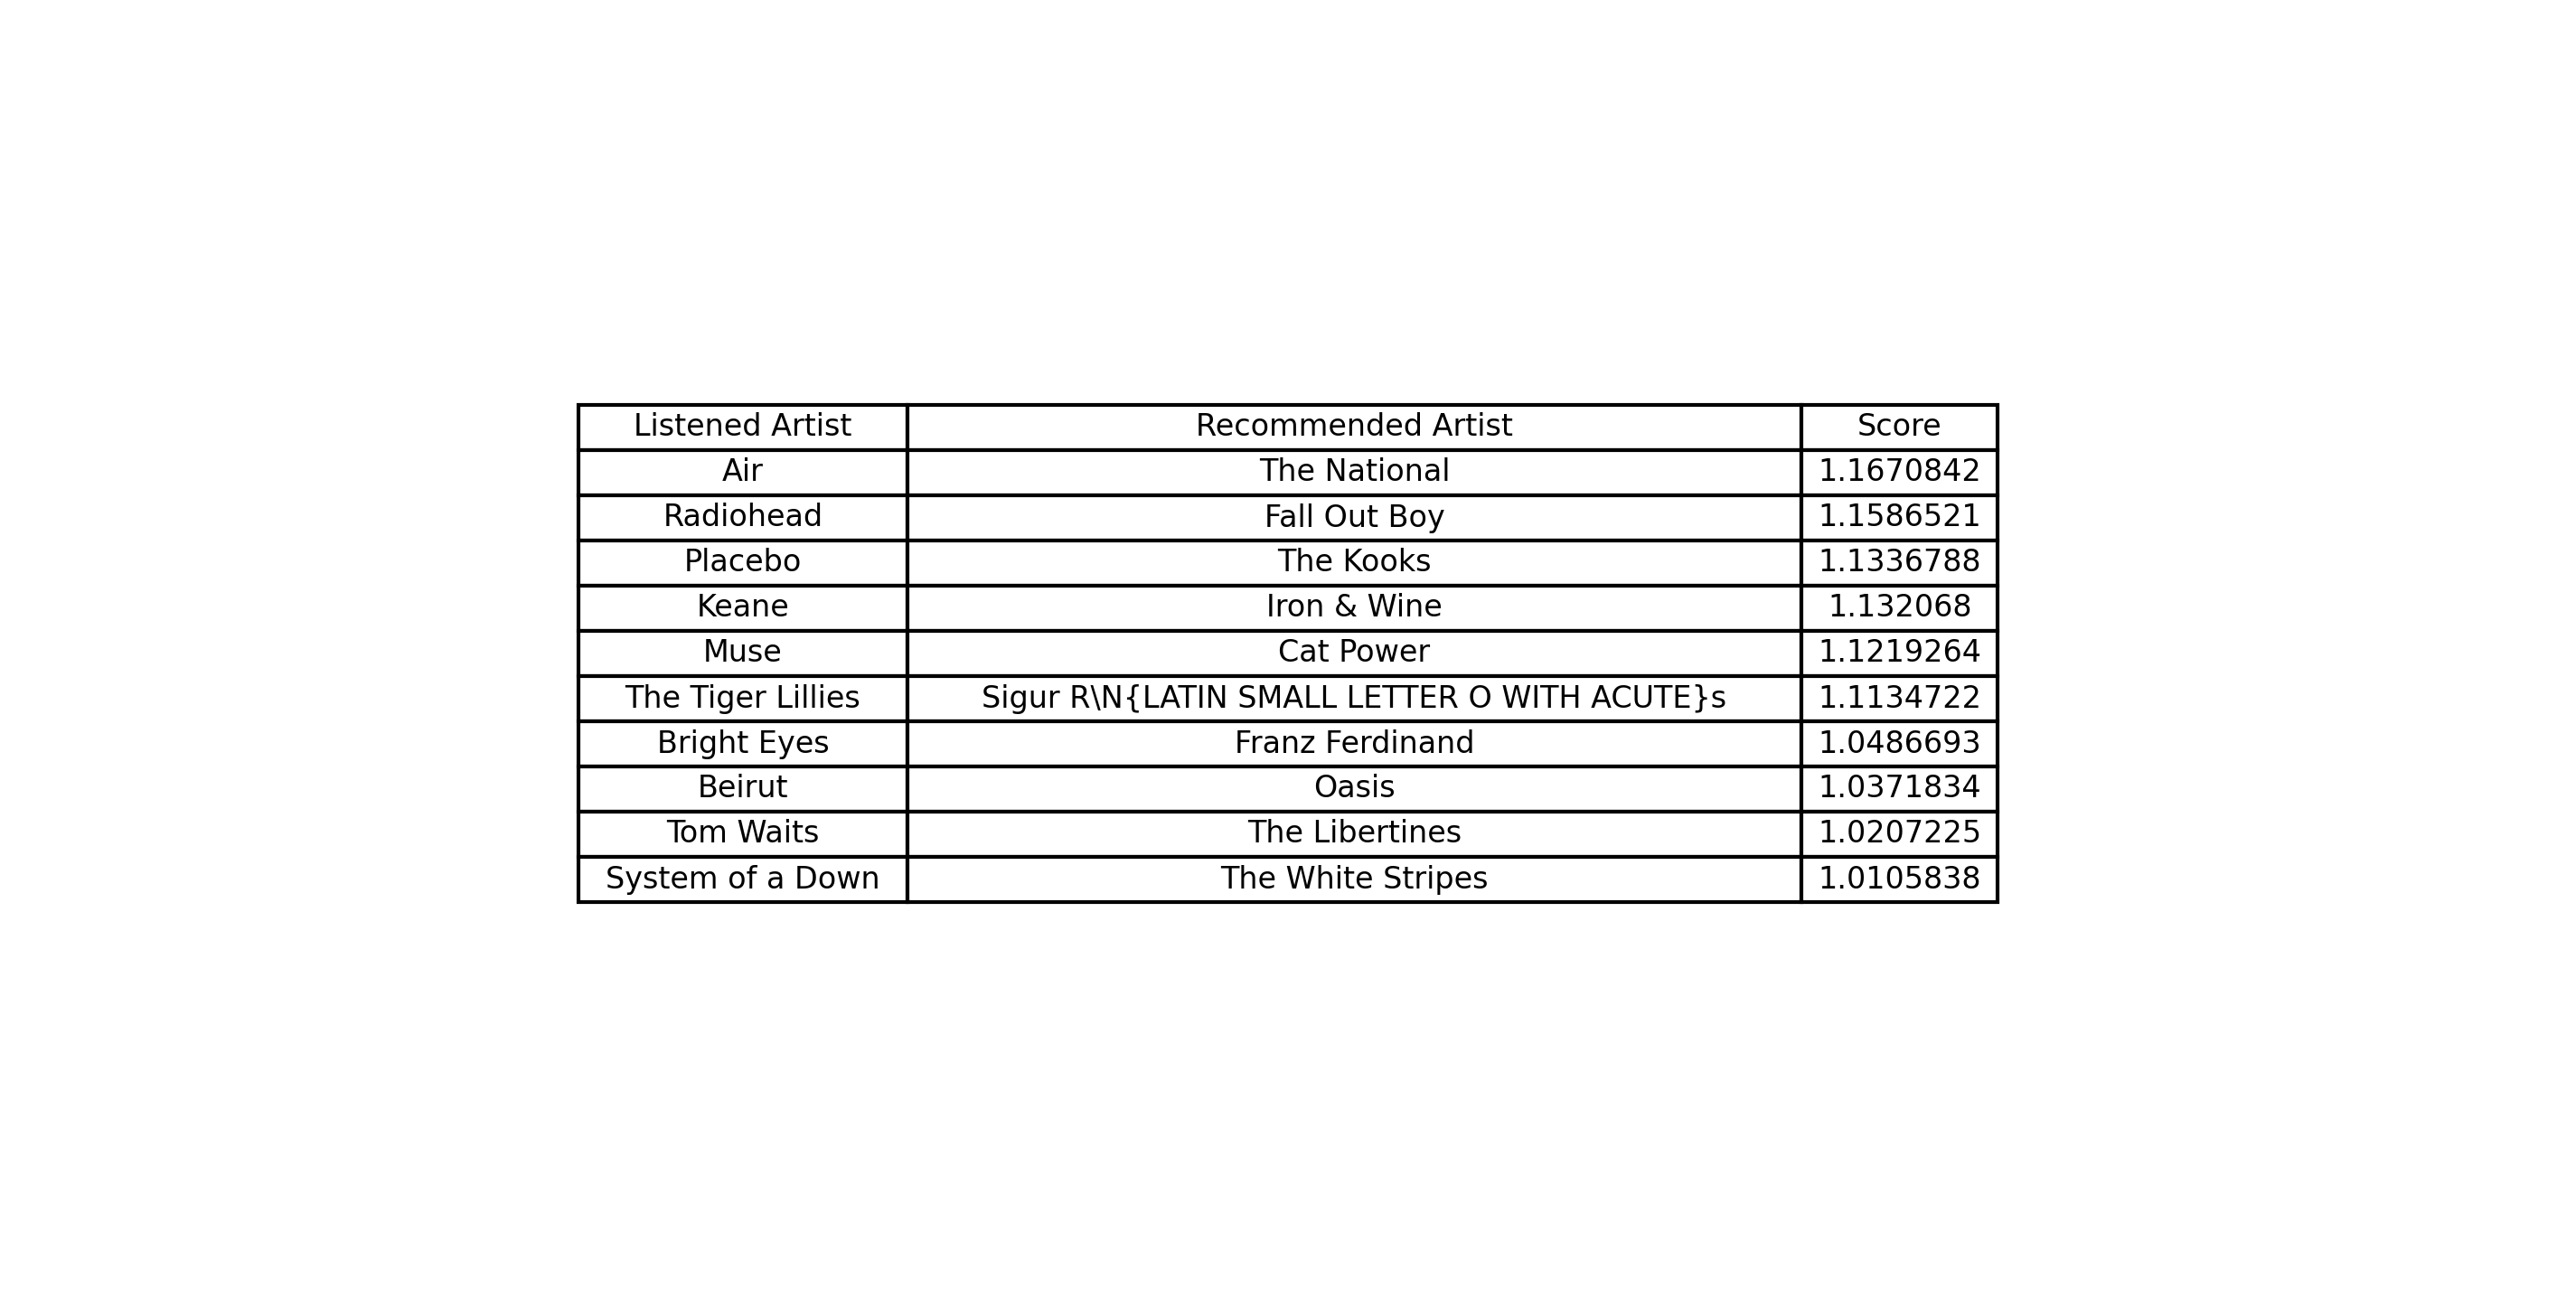 Listened Artist Recommended Artist Score
Air The National 1.1670842
Radiohead Fall Out Boy 1.1586521
Placebo The Kooks 1.1336788
Keane Iron & Wine 1.132068
Muse Cat Power 1.1219264
The Tiger Lillies Sigur R\N{LATIN SMALL LETTER O WITH ACUTE}s 1.1134722
Bright Eyes Franz Ferdinand 1.0486693
Beirut Oasis 1.0371834
Tom Waits The Libertines 1.0207225
System of a Down The White Stripes 1.0105838